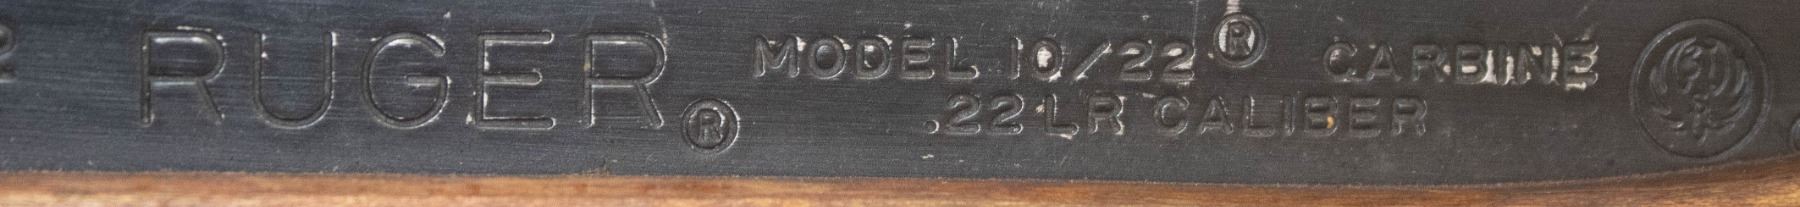 RUGER®
MODEL 10/22® CARBINE
.22 LR CALIBER